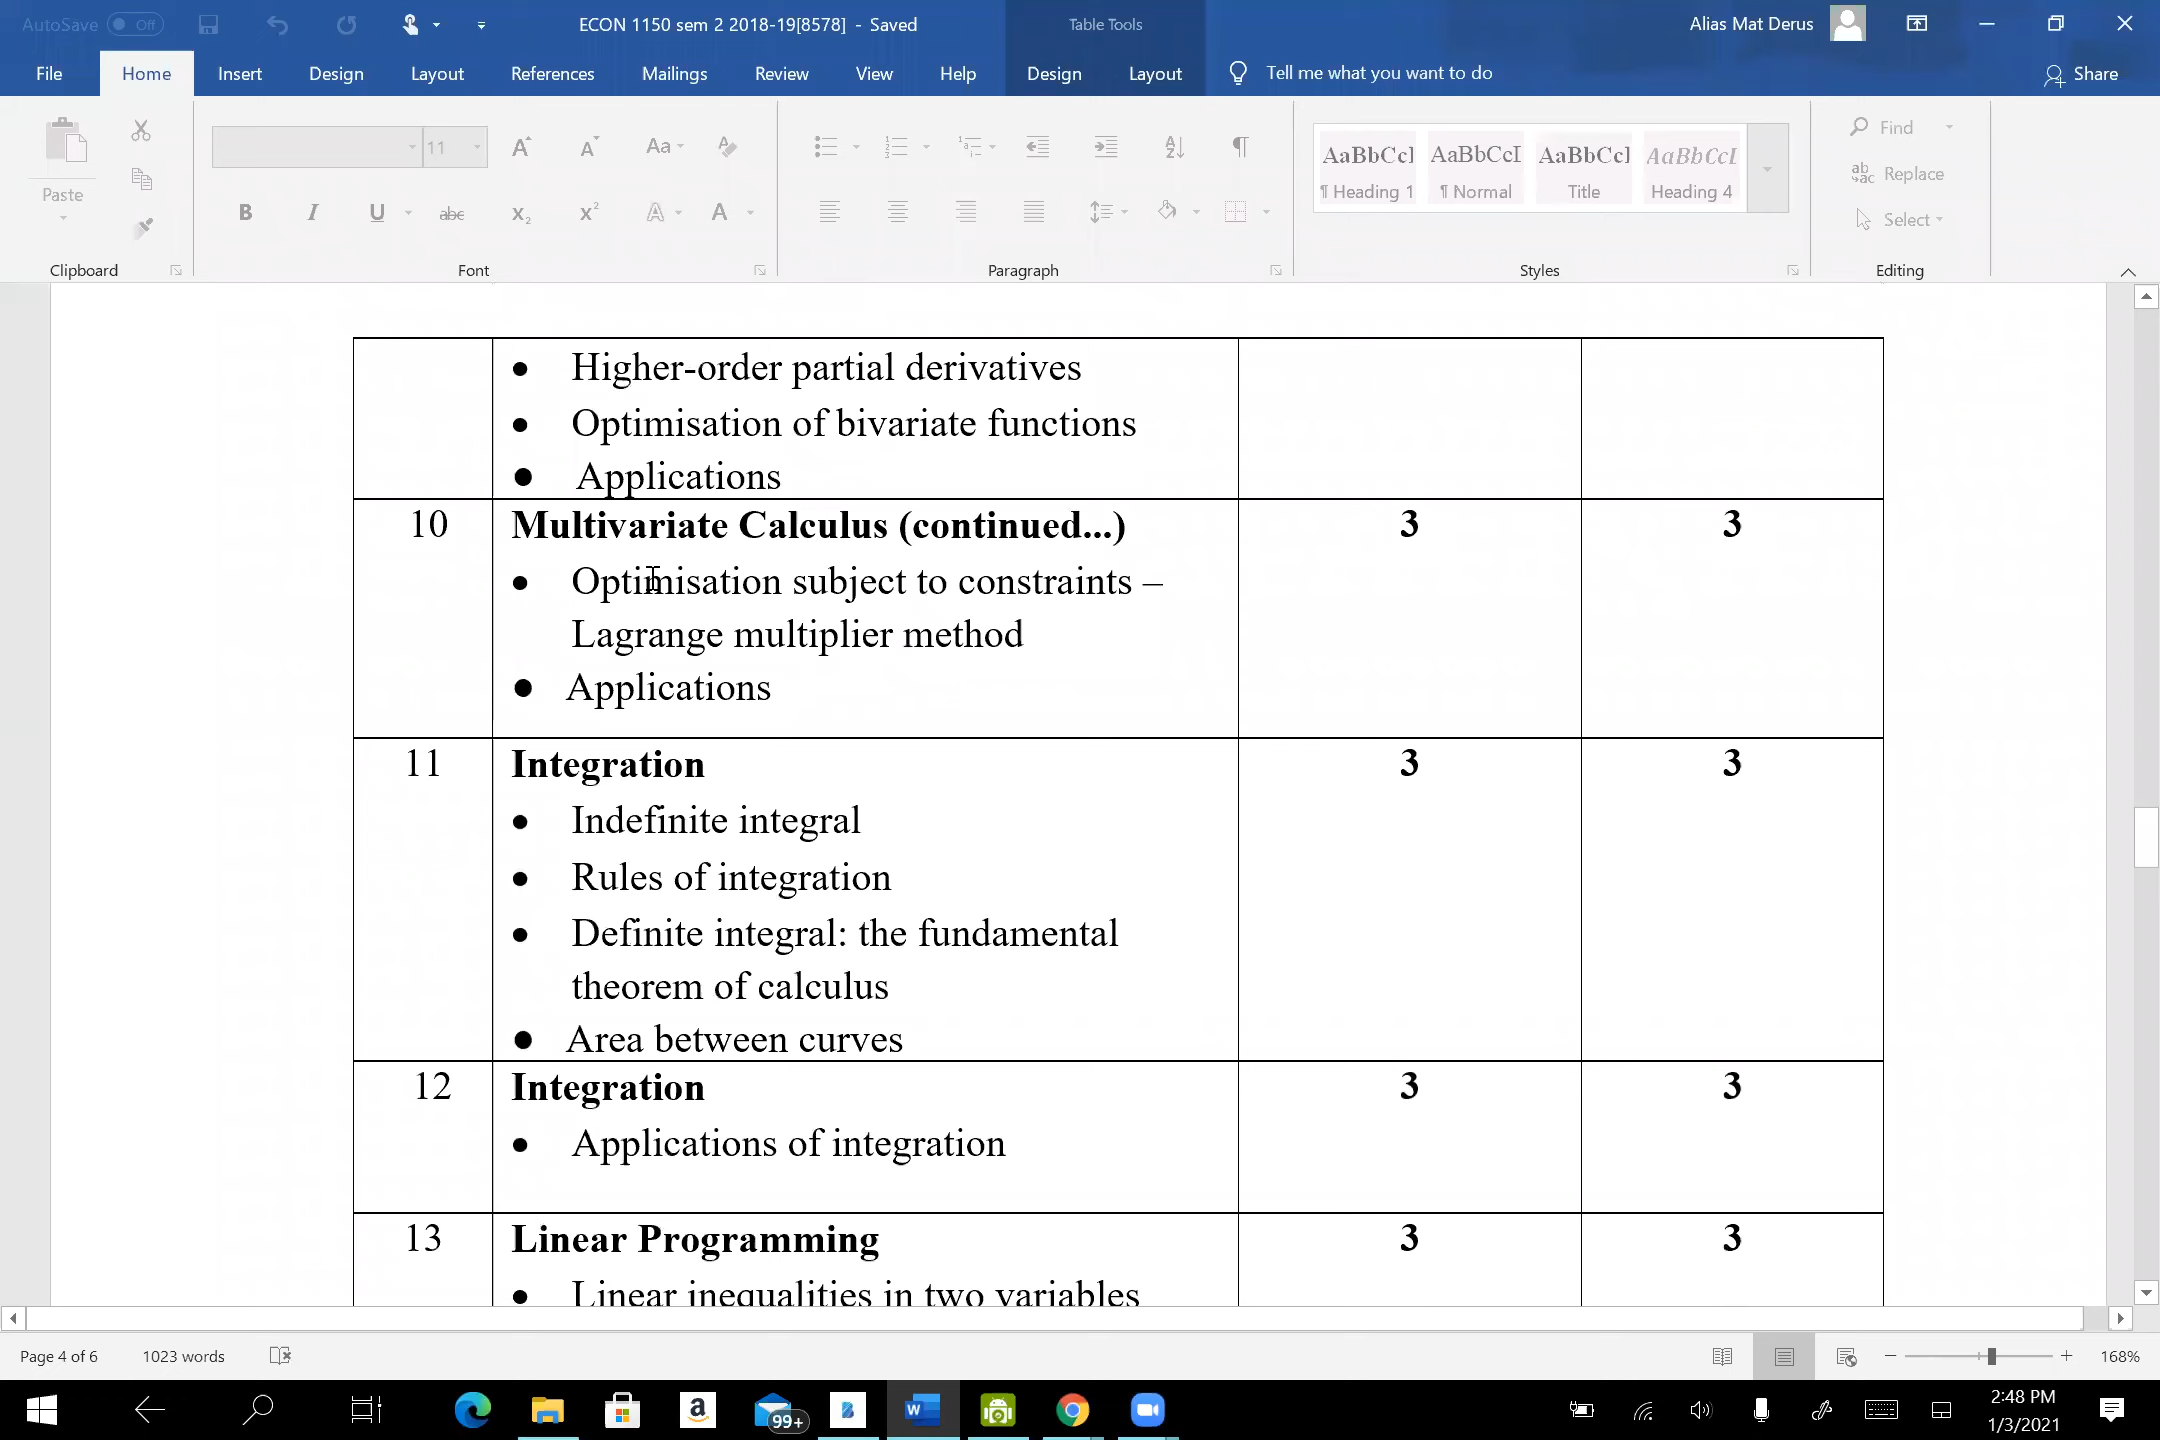 AutoSave Off ECON 1150 sem 2 2018-19[8578] - Saved Table Tools Alias Mat Derus
File Home Insert Design Layout References Mailings Review View Help Design Layout Tell me what you want to do Share
Paste
Clipboard
11
Aa
B I U abc X₂ X² A A
Font
Paragraph
AaBbCcI AaBbCcI AaBbCcI AaBbCcI
¶ Heading 1 ¶ Normal Title Heading 4
Styles
Find
Replace
Select
Editing
• Higher-order partial derivatives
• Optimisation of bivariate functions
• Applications
10 Multivariate Calculus (continued...) 3 3
• Optimisation subject to constraints –
Lagrange multiplier method
• Applications
11 Integration 3 3
• Indefinite integral
• Rules of integration
• Definite integral: the fundamental
theorem of calculus
• Area between curves
12 Integration 3 3
• Applications of integration
13 Linear Programming 3 3
• Linear inequalities in two variables
Page 4 of 6 1023 words 168%
99+
2:48 PM
1/3/2021